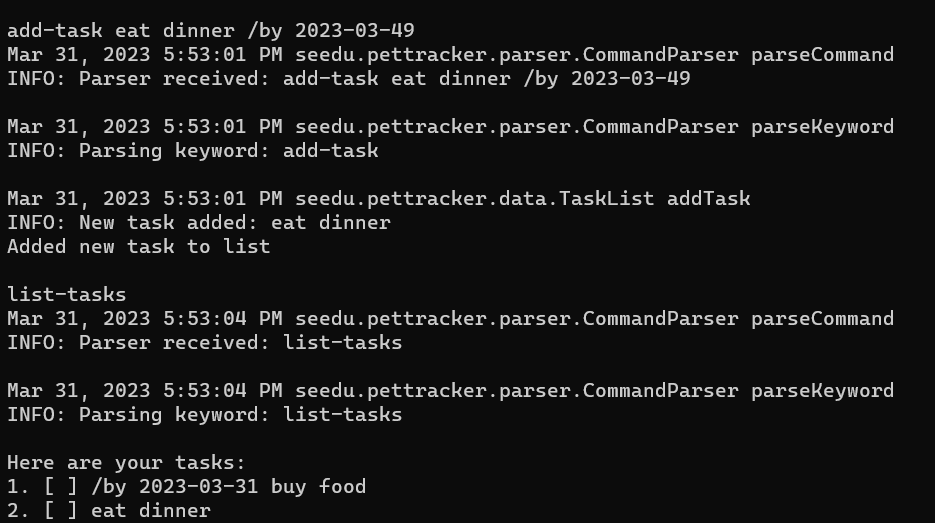 add-task eat dinner /by 2023-03-49
Mar 31, 2023 5:53:01 PM seedu.pettracker.parser.CommandParser parseCommand
INFO: Parser received: add-task eat dinner /by 2023-03-49
Mar 31, 2023 5:53:01 PM seedu.pettracker.parser.CommandParser parseKeyword
INFO: Parsing keyword: add-task
Mar 31, 2023 5:53:01 PM seedu.pettracker.data.TaskList addTask
INFO: New task added: eat dinner
Added new task to list
list-tasks
Mar 31, 2023 5:53:04 PM seedu.pettracker.parser.CommandParser parseCommand
INFO: Parser received: list-tasks
Mar 31, 2023 5:53:04 PM seedu.pettracker.parser.CommandParser parseKeyword
INFO: Parsing keyword: list-tasks
Here are your tasks:
1. [ ] /by 2023-03-31 buy food
2. [ ] eat dinner